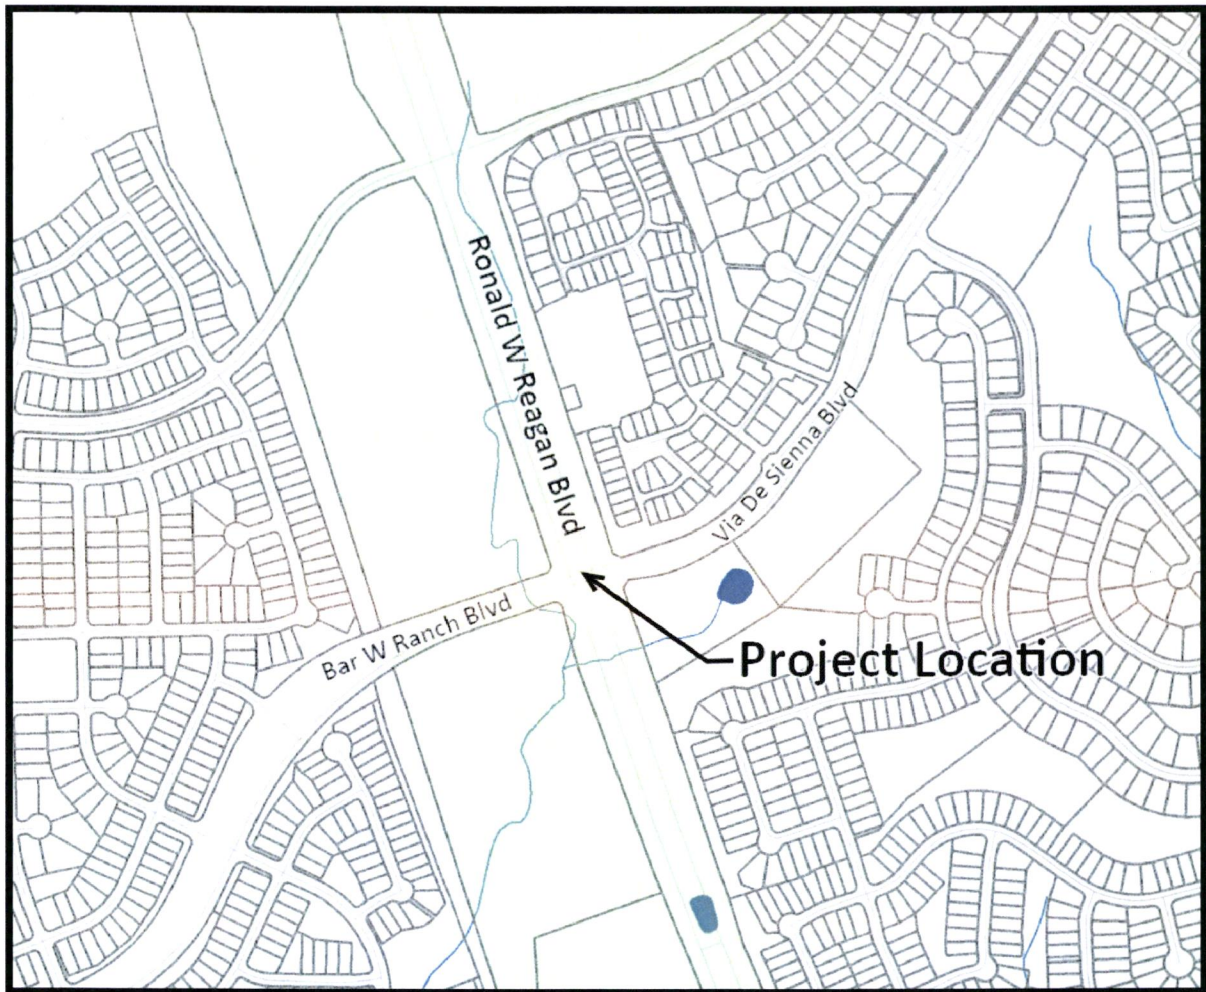 Ronald W Reagan Blvd
Via De Sienna Blvd
Bar W Ranch Blvd
Project Location